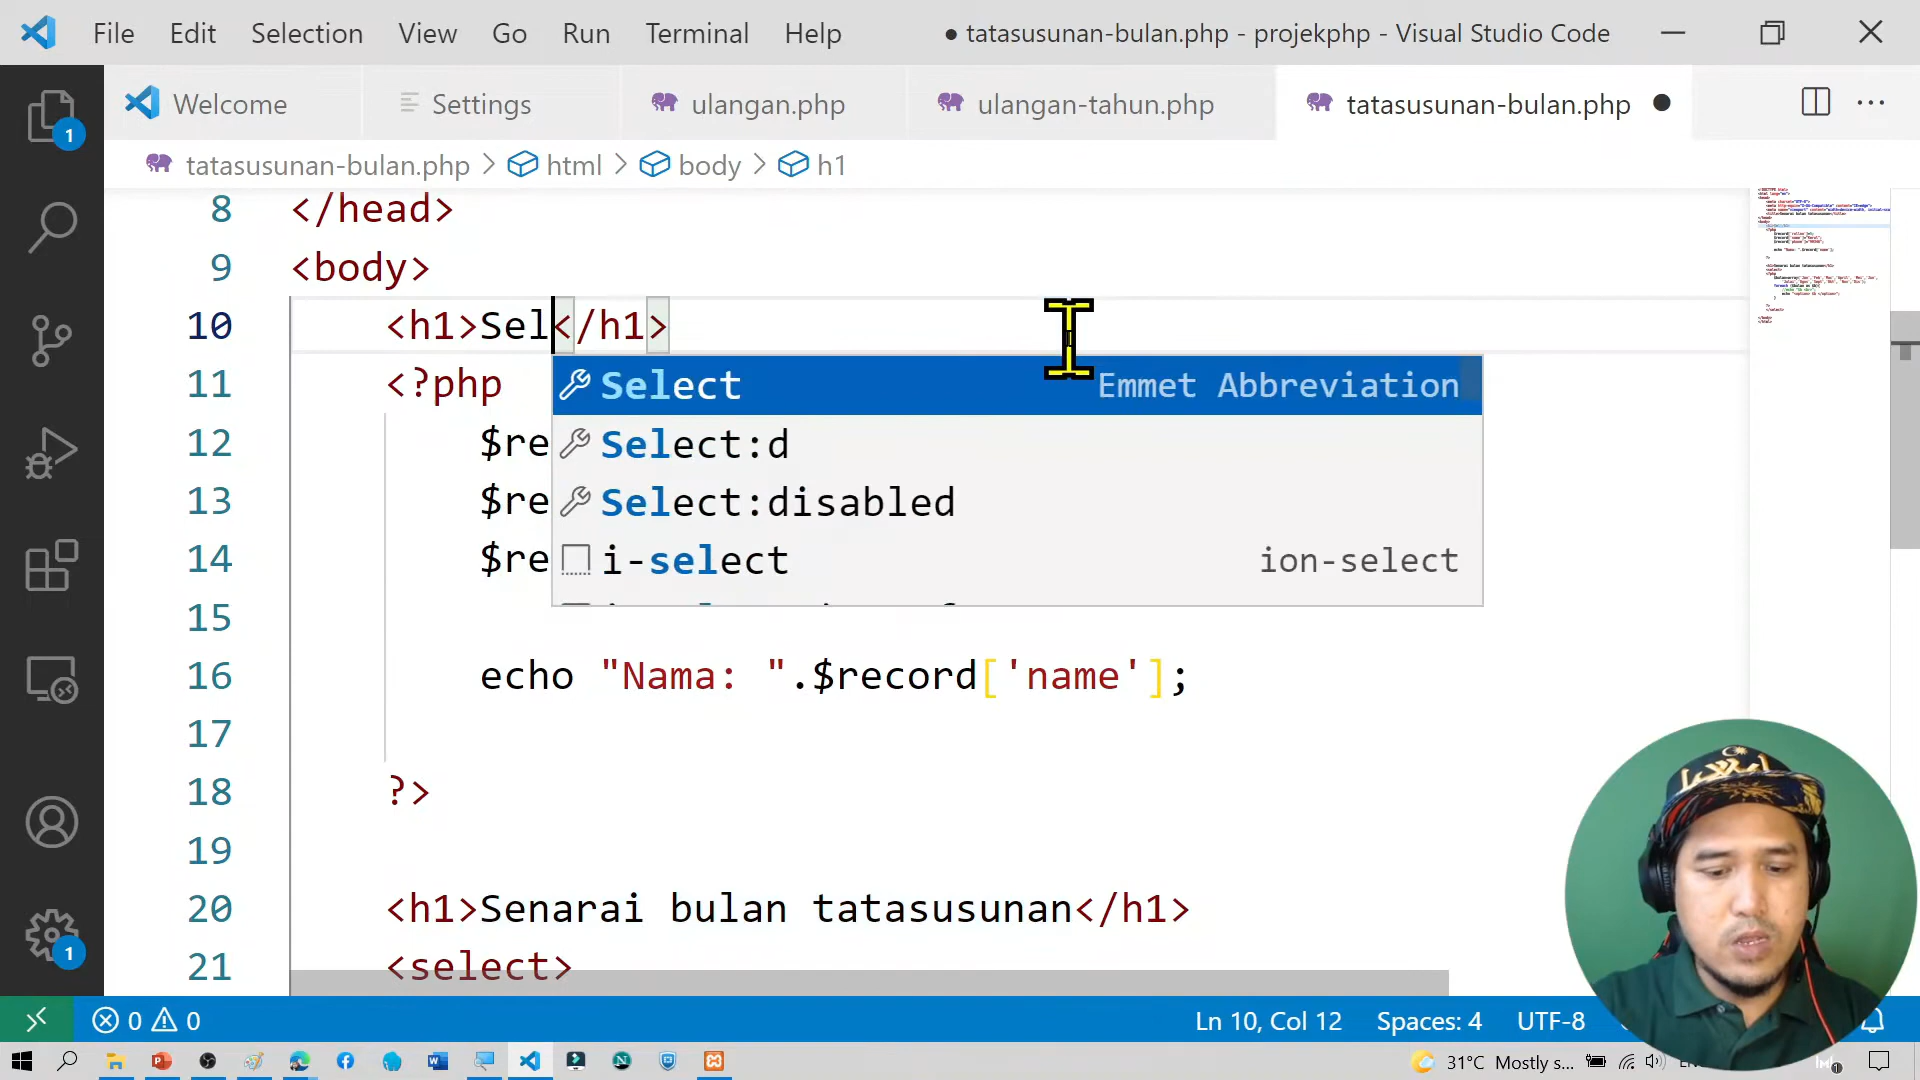 File Edit Selection View Go Run Terminal Help ● tatasusunan-bulan.php - projekphp - Visual Studio Code
Welcome Settings ulangan.php ulangan-tahun.php tatasusunan-bulan.php
tatasusunan-bulan.php > html > body > h1
8 </head>
9 <body>
10 <h1>Sel</h1>
11 <?php
Select Emmet Abbreviation
12 $re
Select:d
13 $re
Select:disabled
14 $re
i-select ion-select
15
16 echo "Nama: ".$record['name'];
17
18 ?>
19
20 <h1>Senarai bulan tatasusunan</h1>
21 <select>
1
1
0 0
Ln 10, Col 12 Spaces: 4 UTF-8
31°C Mostly s...